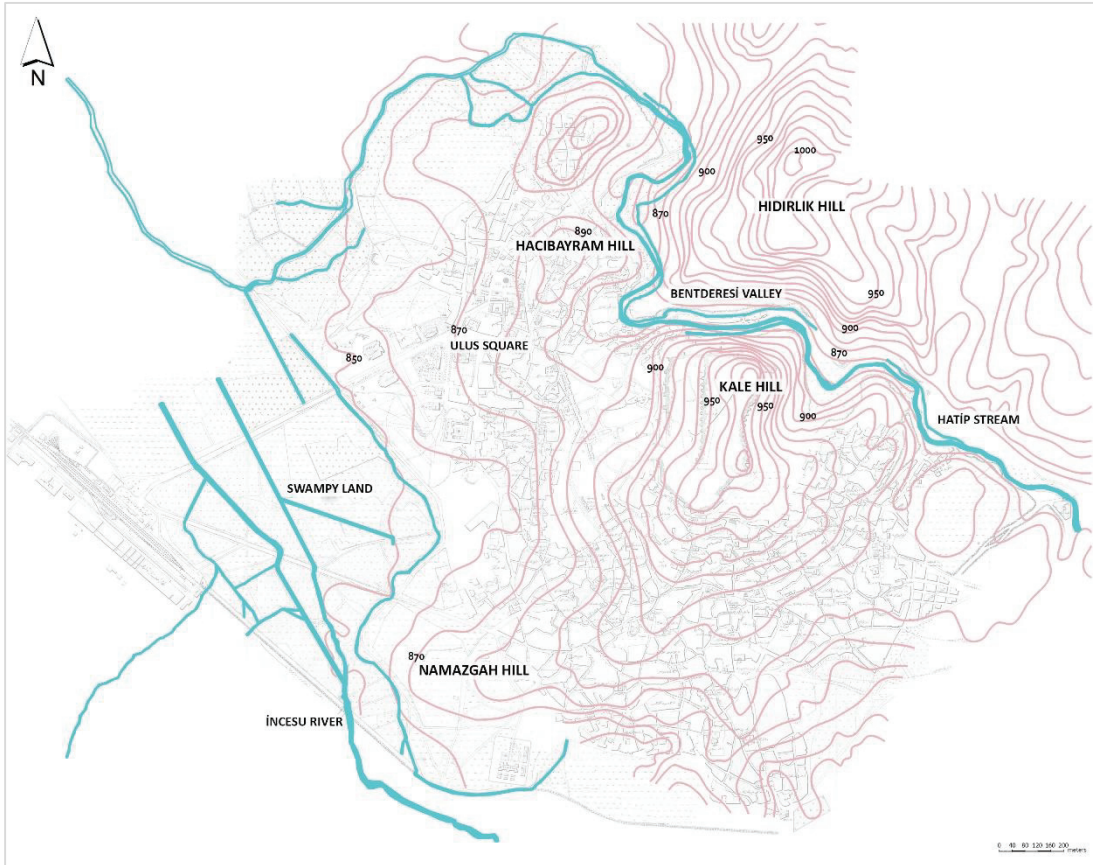 N
950
1000
900
HIDIRLIK HILL
870
890
HACIBAYRAM HILL
BENTDERESİ VALLEY
950
900
870
ULUS SQUARE
870
850
900
KALE HILL
950
950
900
HATİP STREAM
SWAMPY LAND
870
NAMAZGAH HILL
İNCESU RIVER
0 40 80 120 160 200
meters